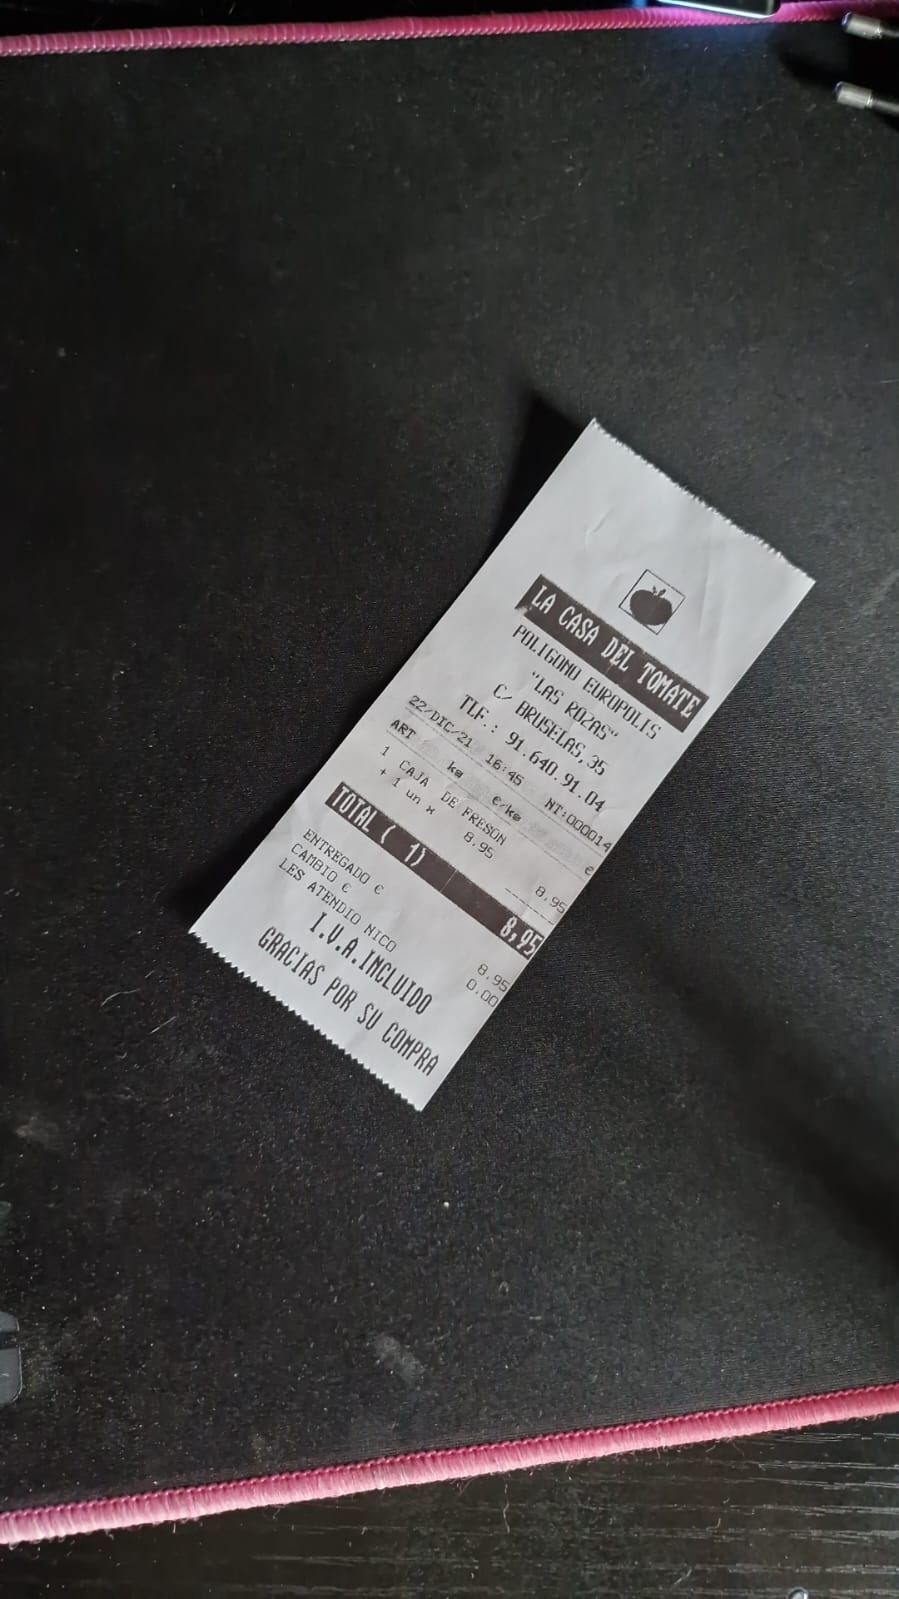 LA CASA DEL TOMATE
POLIGONO EUROPOLIS
"LAS ROZAS"
C/ BRUSELAS,35
TLF.: 91.640.91.04
22/DIC/21 16:45 NT:000014
ART kg €/kg €
1 CAJA DE FRESON
+ 1 un x 8.95 8,95
TOTAL ( 1) 8,95
ENTREGADO € 8.95
CAMBIO € 0.00
LES ATENDIO NICO
I.V.A.INCLUIDO
GRACIAS POR SU COMPRA